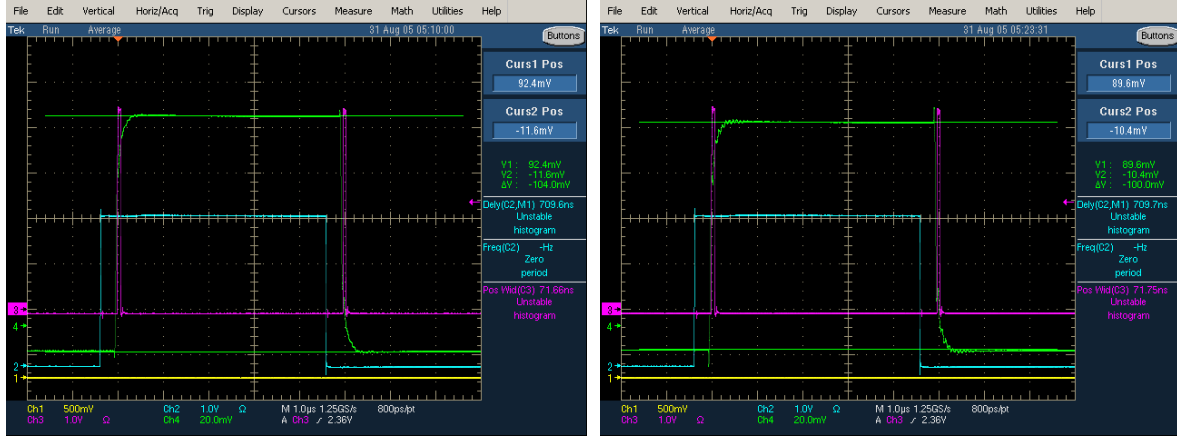 File Edit Vertical Horiz/Acq Trig Display Cursors Measure Math Utilities Help
Tek Run Average 31 Aug 05 05:10:00 Buttons
Curs1 Pos
92.4mV
Curs2 Pos
-11.6mV
V1 : 92.4mV
V2 : -11.6mV
ΔV : -104.0mV
Dely(C2,M1) 709.6ns
Unstable
histogram
Freq(C2) -Hz
Zero
period
Pos Wid(C3) 71.66ns
Unstable
histogram
3
4
2
1
Ch1 500mV Ch2 1.0V Ω M 1.0µs 1.25GS/s 800ps/pt
Ch3 1.0V Ω Ch4 20.0mV A Ch3 / 2.36V
File Edit Vertical Horiz/Acq Trig Display Cursors Measure Math Utilities Help
Tek Run Average 31 Aug 05 05:23:31 Buttons
Curs1 Pos
89.6mV
Curs2 Pos
-10.4mV
V1 : 89.6mV
V2 : -10.4mV
ΔV : -100.0mV
Dely(C2,M1) 709.7ns
Unstable
histogram
Freq(C2) -Hz
Zero
period
Pos Wid(C3) 71.75ns
Unstable
histogram
3
4
2
1
Ch1 500mV Ch2 1.0V Ω M 1.0µs 1.25GS/s 800ps/pt
Ch3 1.0V Ω Ch4 20.0mV A Ch3 / 2.36V